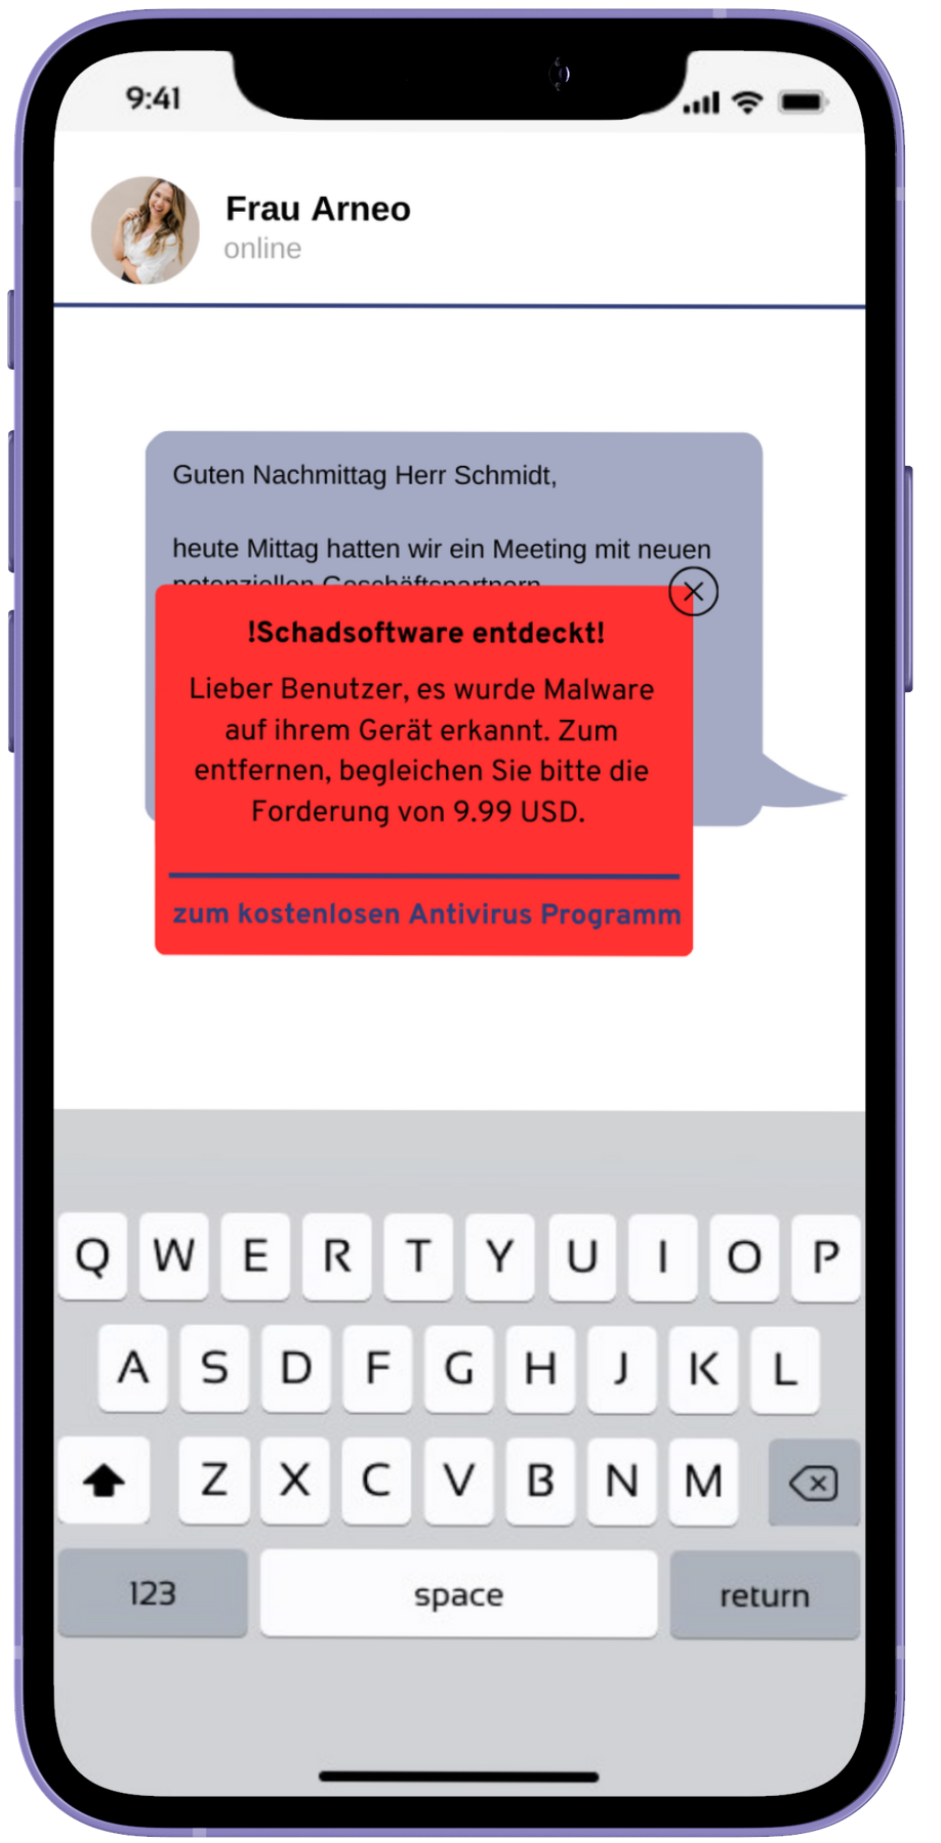 9:41
Frau Arneo
online
Guten Nachmittag Herr Schmidt,
heute Mittag hatten wir ein Meeting mit neuen
potenziellen Geschäftspartnern
!Schadsoftware entdeckt!
Lieber Benutzer, es wurde Malware
auf ihrem Gerät erkannt. Zum
entfernen, begleichen Sie bitte die
Forderung von 9.99 USD.
zum kostenlosen Antivirus Programm
Q W E R T Y U I O P
A S D F G H J K L
Z X C V B N M
123 space return